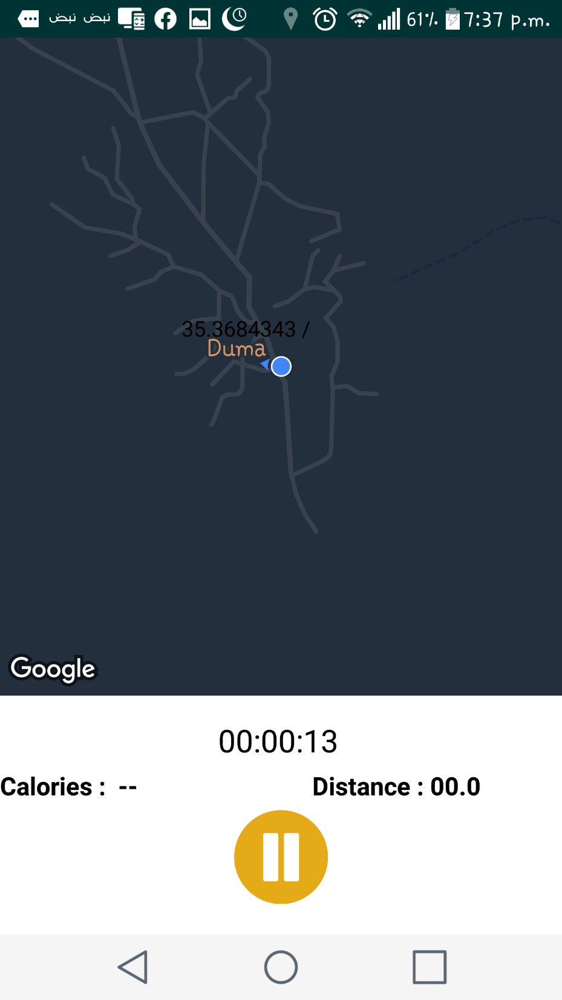 نبض نبض 61% 7:37 p.m.
35.3684343 /
Duma
Google
00:00:13
Calories : -- Distance : 00.0